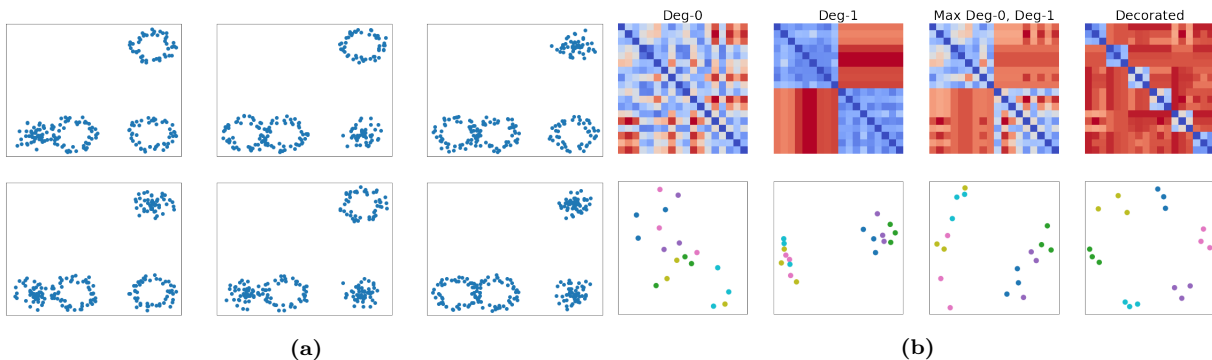 Deg-0
Deg-1
Max Deg-0, Deg-1
Decorated
(a)
(b)